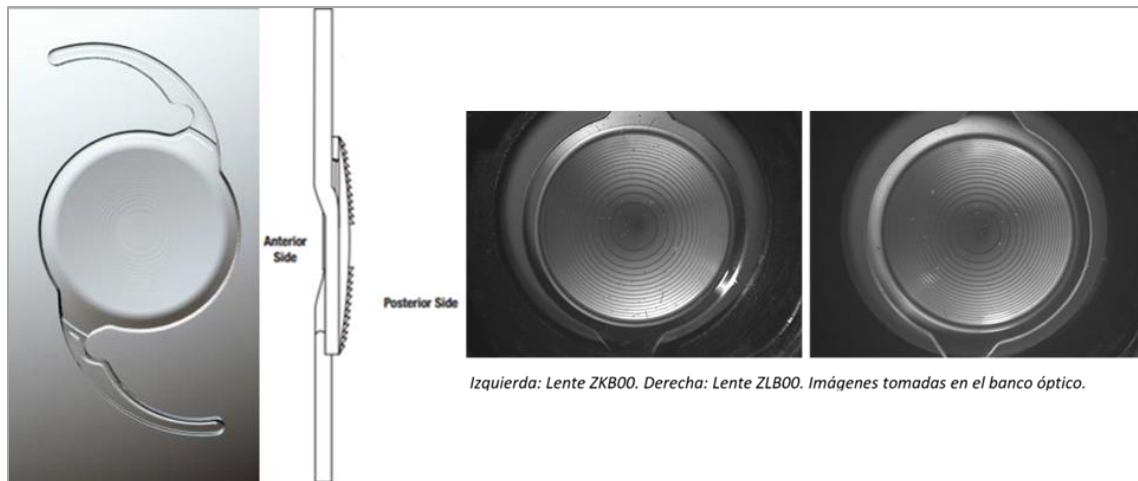 Anterior
Side
Posterior Side
Izquierda: Lente ZKB00. Derecha: Lente ZLB00. Imágenes tomadas en el banco óptico.